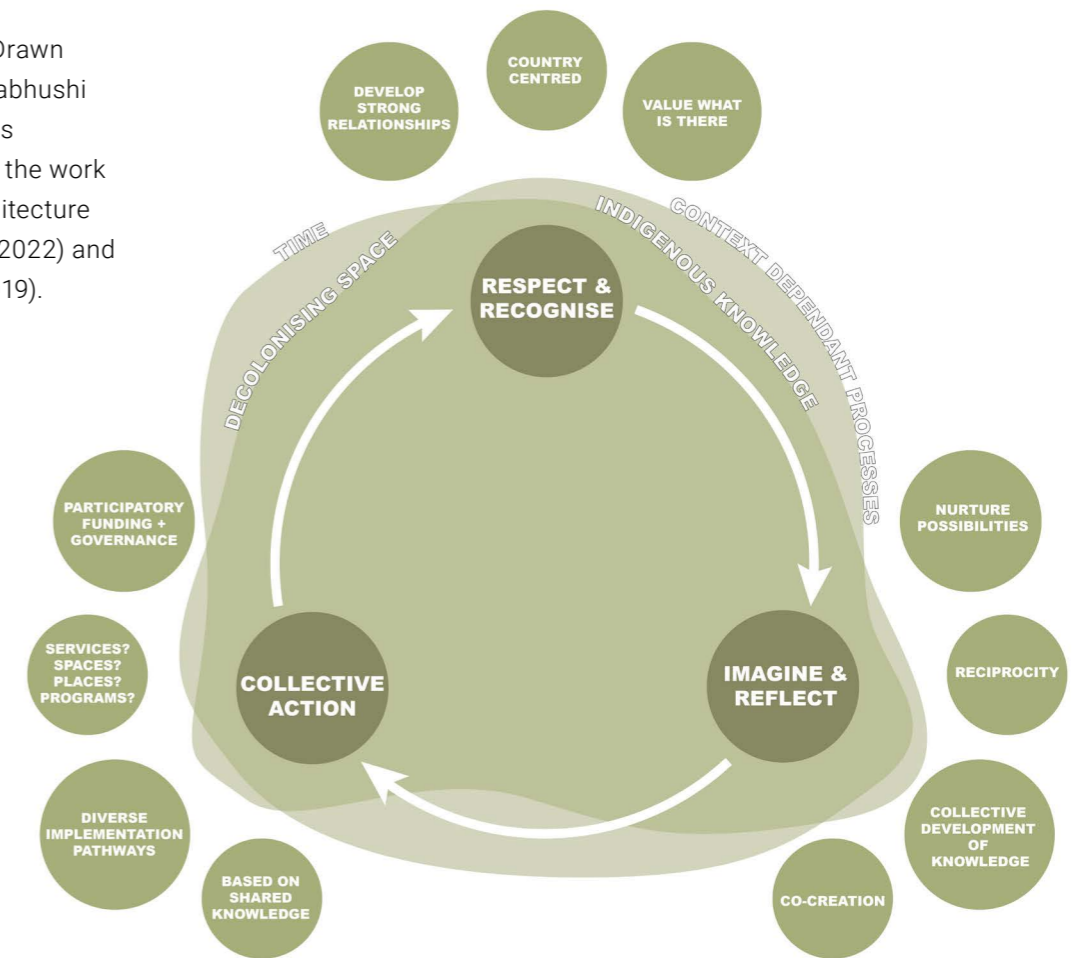 Drawn
abhushi
s
the work
itecture
2022) and
19).
COUNTRY
CENTRED
DEVELOP
STRONG
RELATIONSHIPS
VALUE WHAT
IS THERE
TIME
DECOLONISING SPACE
INDIGENOUS KNOWLEDGE
CONTEXT DEPENDANT PROCESSES
RESPECT &
RECOGNISE
PARTICIPATORY
FUNDING +
GOVERNANCE
NURTURE
POSSIBILITIES
SERVICES?
SPACES?
PLACES?
PROGRAMS?
COLLECTIVE
ACTION
IMAGINE &
REFLECT
RECIPROCITY
DIVERSE
IMPLEMENTATION
PATHWAYS
COLLECTIVE
DEVELOPMENT
OF
KNOWLEDGE
BASED ON
SHARED
KNOWLEDGE
CO-CREATION